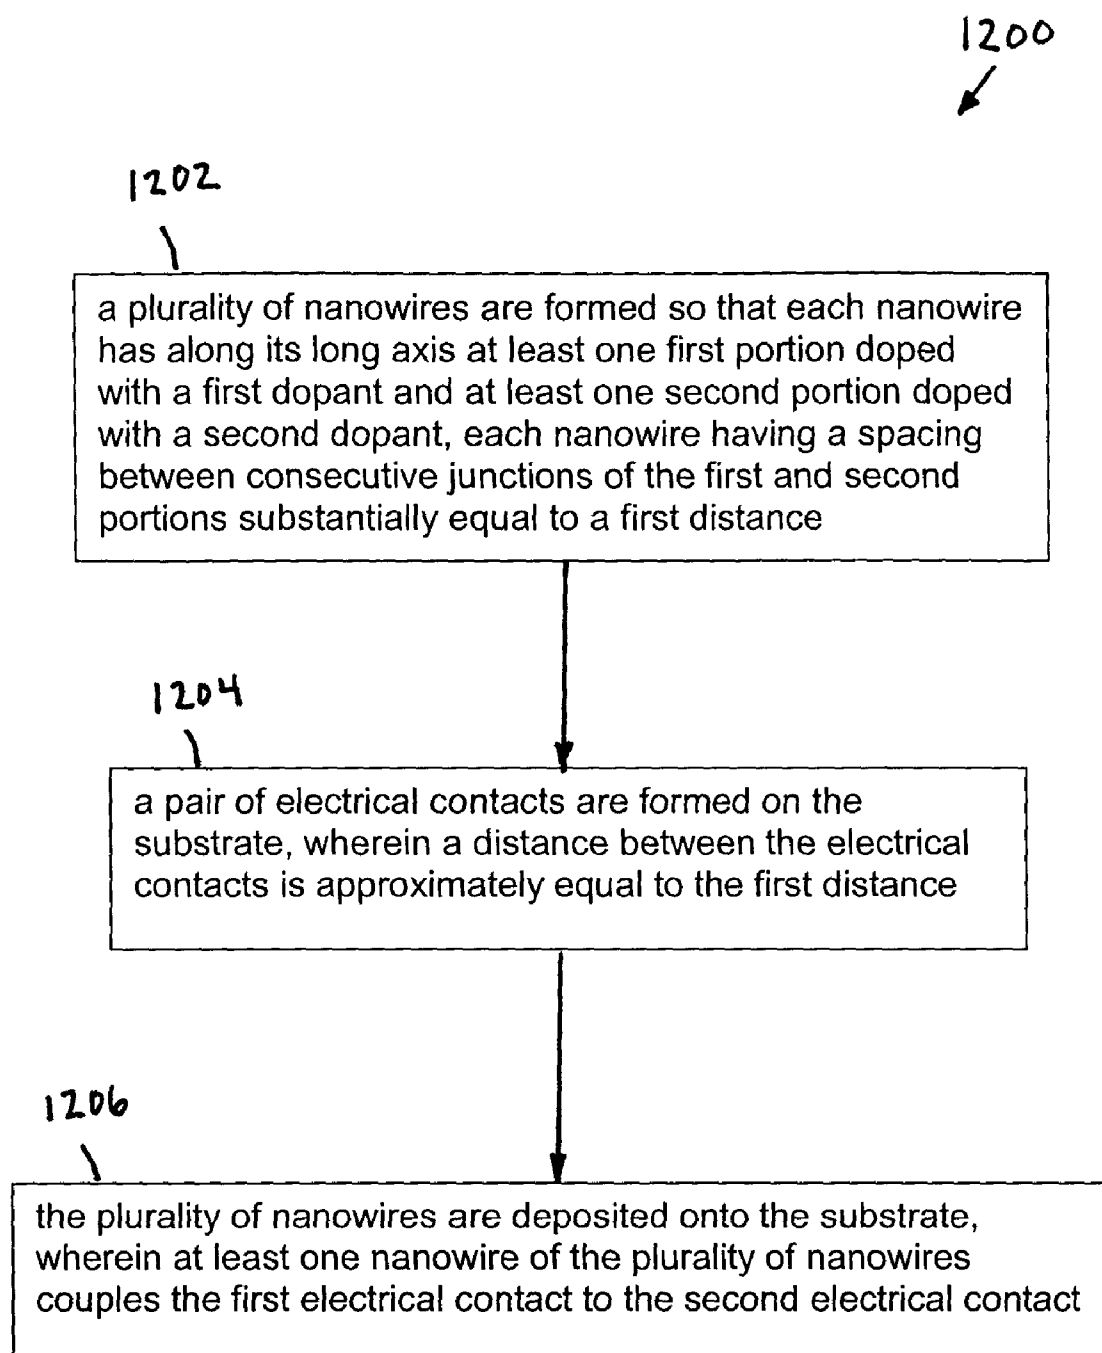 1200
1202
a plurality of nanowires are formed so that each nanowire
has along its long axis at least one first portion doped
with a first dopant and at least one second portion doped
with a second dopant, each nanowire having a spacing
between consecutive junctions of the first and second
portions substantially equal to a first distance
1204
a pair of electrical contacts are formed on the
substrate, wherein a distance between the electrical
contacts is approximately equal to the first distance
1206
the plurality of nanowires are deposited onto the substrate,
wherein at least one nanowire of the plurality of nanowires
couples the first electrical contact to the second electrical contact